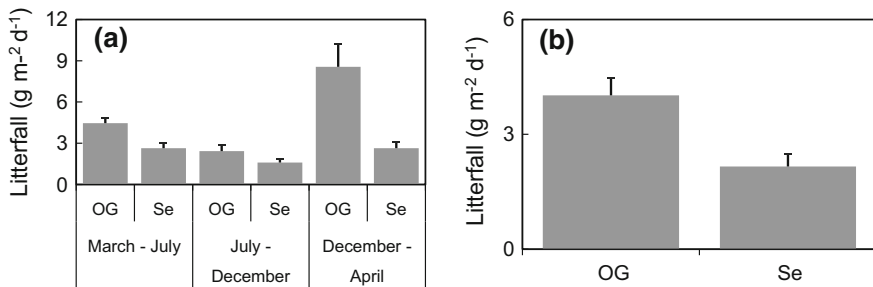 (a)
Litterfall (g m-² d-¹)
12
9
6
3
0
OG Se OG Se OG Se
March - July
July - December
December - April
(b)
Litterfall (g m-² d-¹)
6
3
0
OG Se